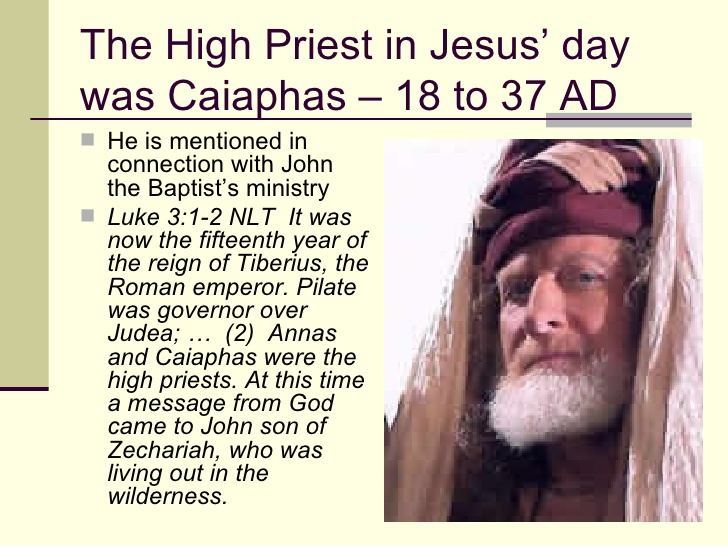 The High Priest in Jesus’ day
was Caiaphas – 18 to 37 AD
He is mentioned in
connection with John
the Baptist’s ministry
Luke 3:1-2 NLT  It was
now the fifteenth year of
the reign of Tiberius, the
Roman emperor. Pilate
was governor over
Judea; …  (2)  Annas
and Caiaphas were the
high priests. At this time
a message from God
came to John son of
Zechariah, who was
living out in the
wilderness.